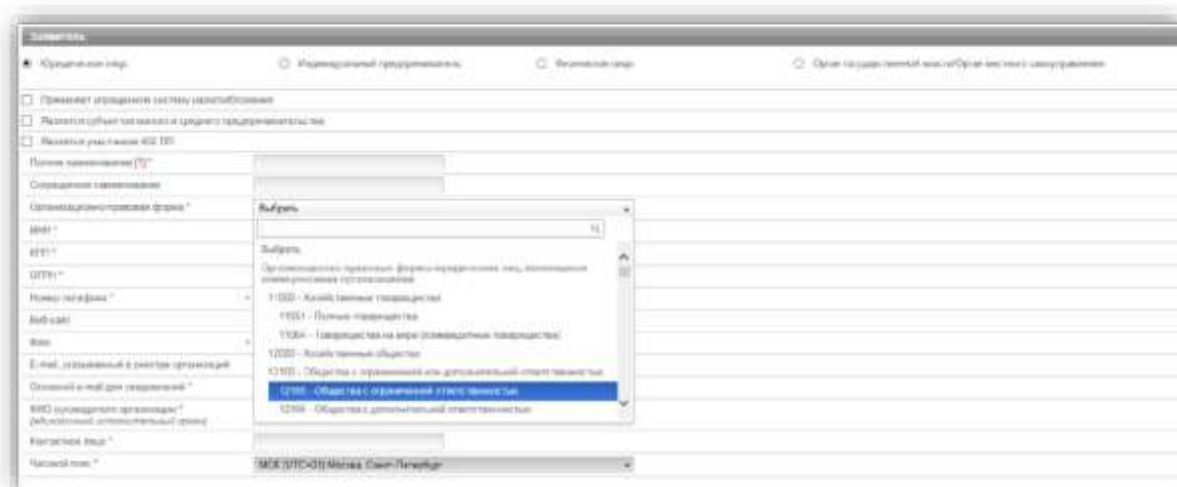 Заявитель
Юридическое лицо
Индивидуальный предприниматель
Физическое лицо
Орган государственной власти/Орган местного самоуправления
Применяет упрощенную систему налогообложения
Является субъектом малого и среднего предпринимательства
Является участником ПП
Полное наименование [?] *
Сокращенное наименование
Организационно-правовая форма *
Выбрать
ИНН *
КПП *
Выбрать
Организационно-правовые формы юридических лиц, являющихся
коммерческими организациями
ОГРН *
Номер телефона *
11000 - Хозяйственные товарищества
11051 - Полные товарищества
Веб-сайт
11064 - Товарищества на вере (коммандитные товарищества)
Факс
12000 - Хозяйственные общества
E-mail, указываемый в реестре организаций
12100 - Общества с ограниченной или дополнительной ответственностью
Основной e-mail для уведомлений *
12165 - Общества с ограниченной ответственностью
ФИО руководителя организации *
(единоличный исполнительный орган)
- Общества с дополнительной ответственностью
Контактное лицо *
Часовой пояс *
МСК (UTC+03) Москва, Санкт-Петербург